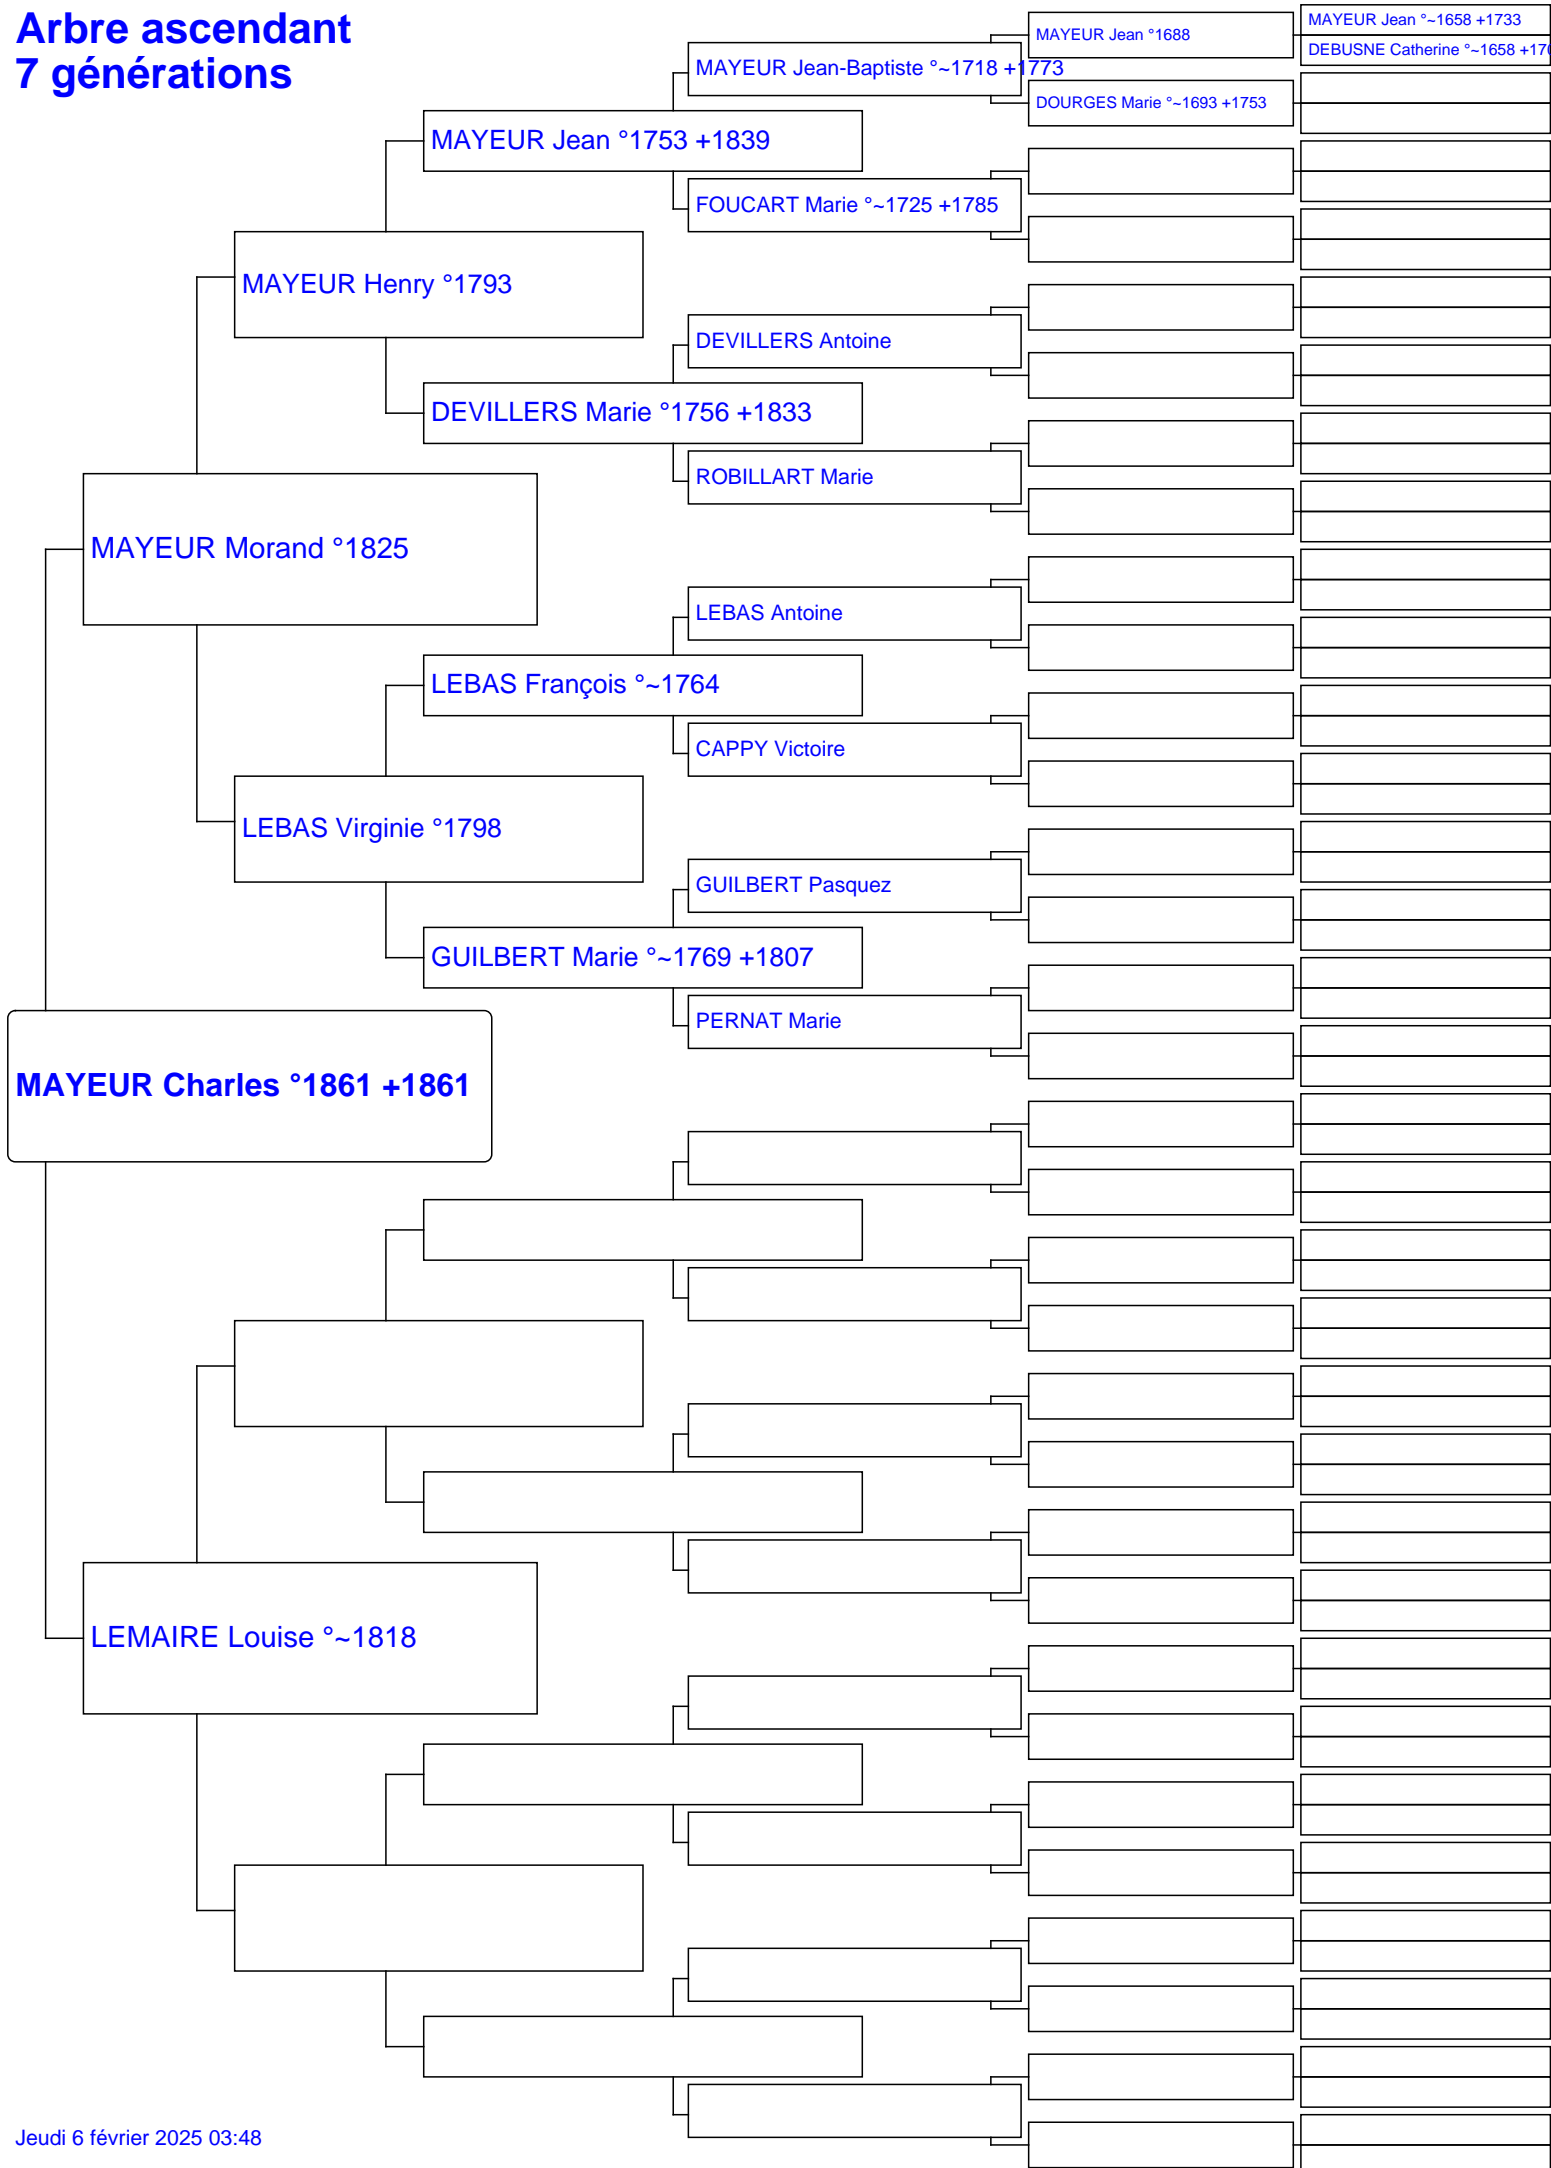 Arbre ascendant
7 générations
MAYEUR Jean °~1658 +1733
MAYEUR Jean °1688
DEBUSNE Catherine °~1658
MAYEUR Jean-Baptiste °~1718 +1773
DOURGES Marie °~1693 +1753
MAYEUR Jean °1753 +1839
FOUCART Marie °~1725 +1785
MAYEUR Henry °1793
DEVILLERS Antoine
DEVILLERS Marie °1756 +1833
ROBILLART Marie
MAYEUR Morand °1825
LEBAS Antoine
LEBAS François °~1764
CAPPY Victoire
LEBAS Virginie °1798
GUILBERT Pasquez
GUILBERT Marie °~1769 +1807
PERNAT Marie
MAYEUR Charles °1861 +1861
LEMAIRE Louise °~1818
Jeudi 6 février 2025 03:48